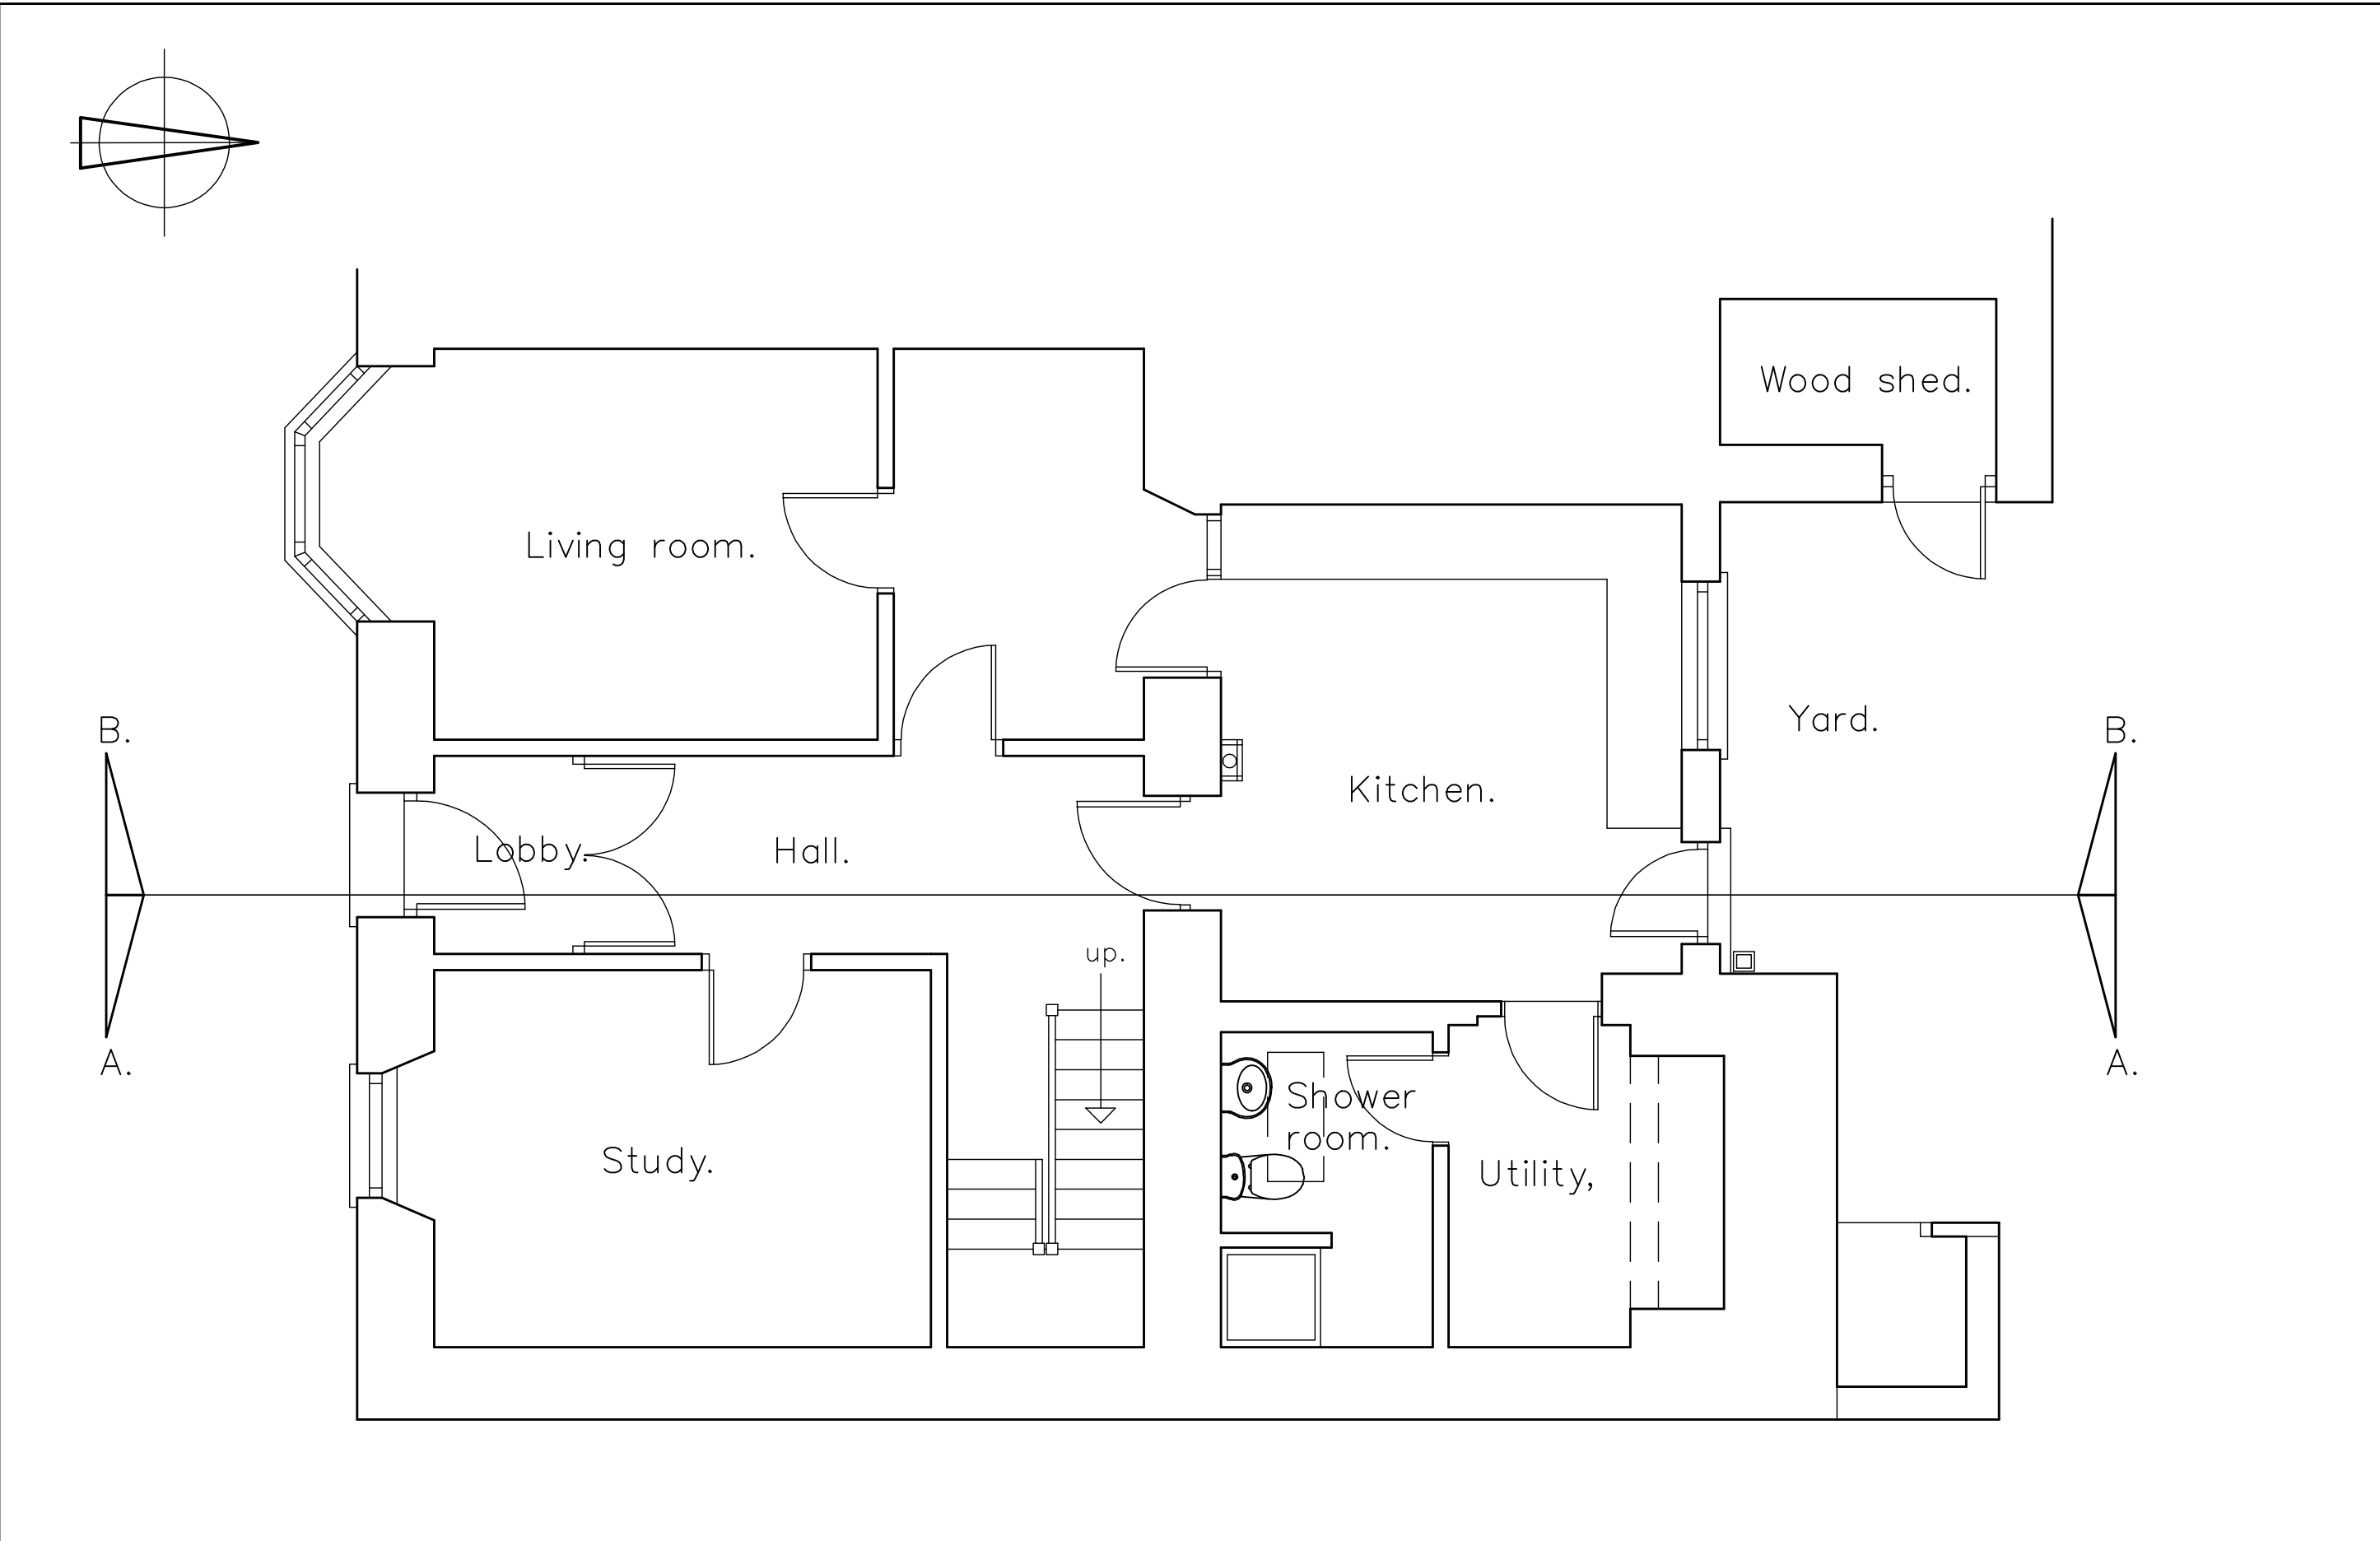 Wood shed.
Living room.
B.
B.
Yard.
Kitchen.
Lobby.
Hall.
up.
A.
A.
Shower
room.
Study.
Utility,